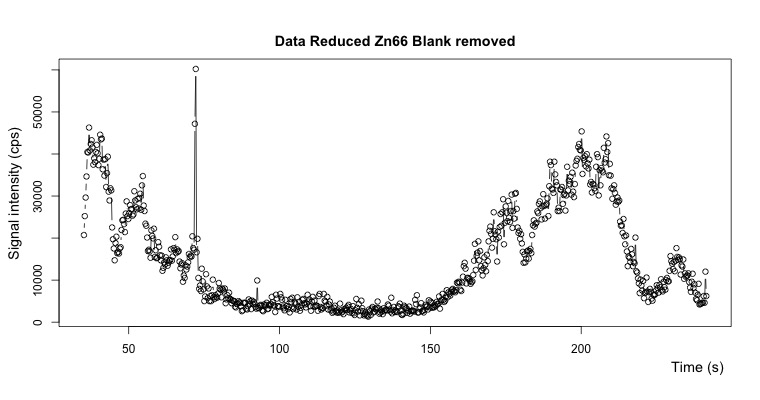 Data Reduced Zn66 Blank removed
Signal intensity (cps)
50000
30000
10000
0
50
100
150
200
Time (s)